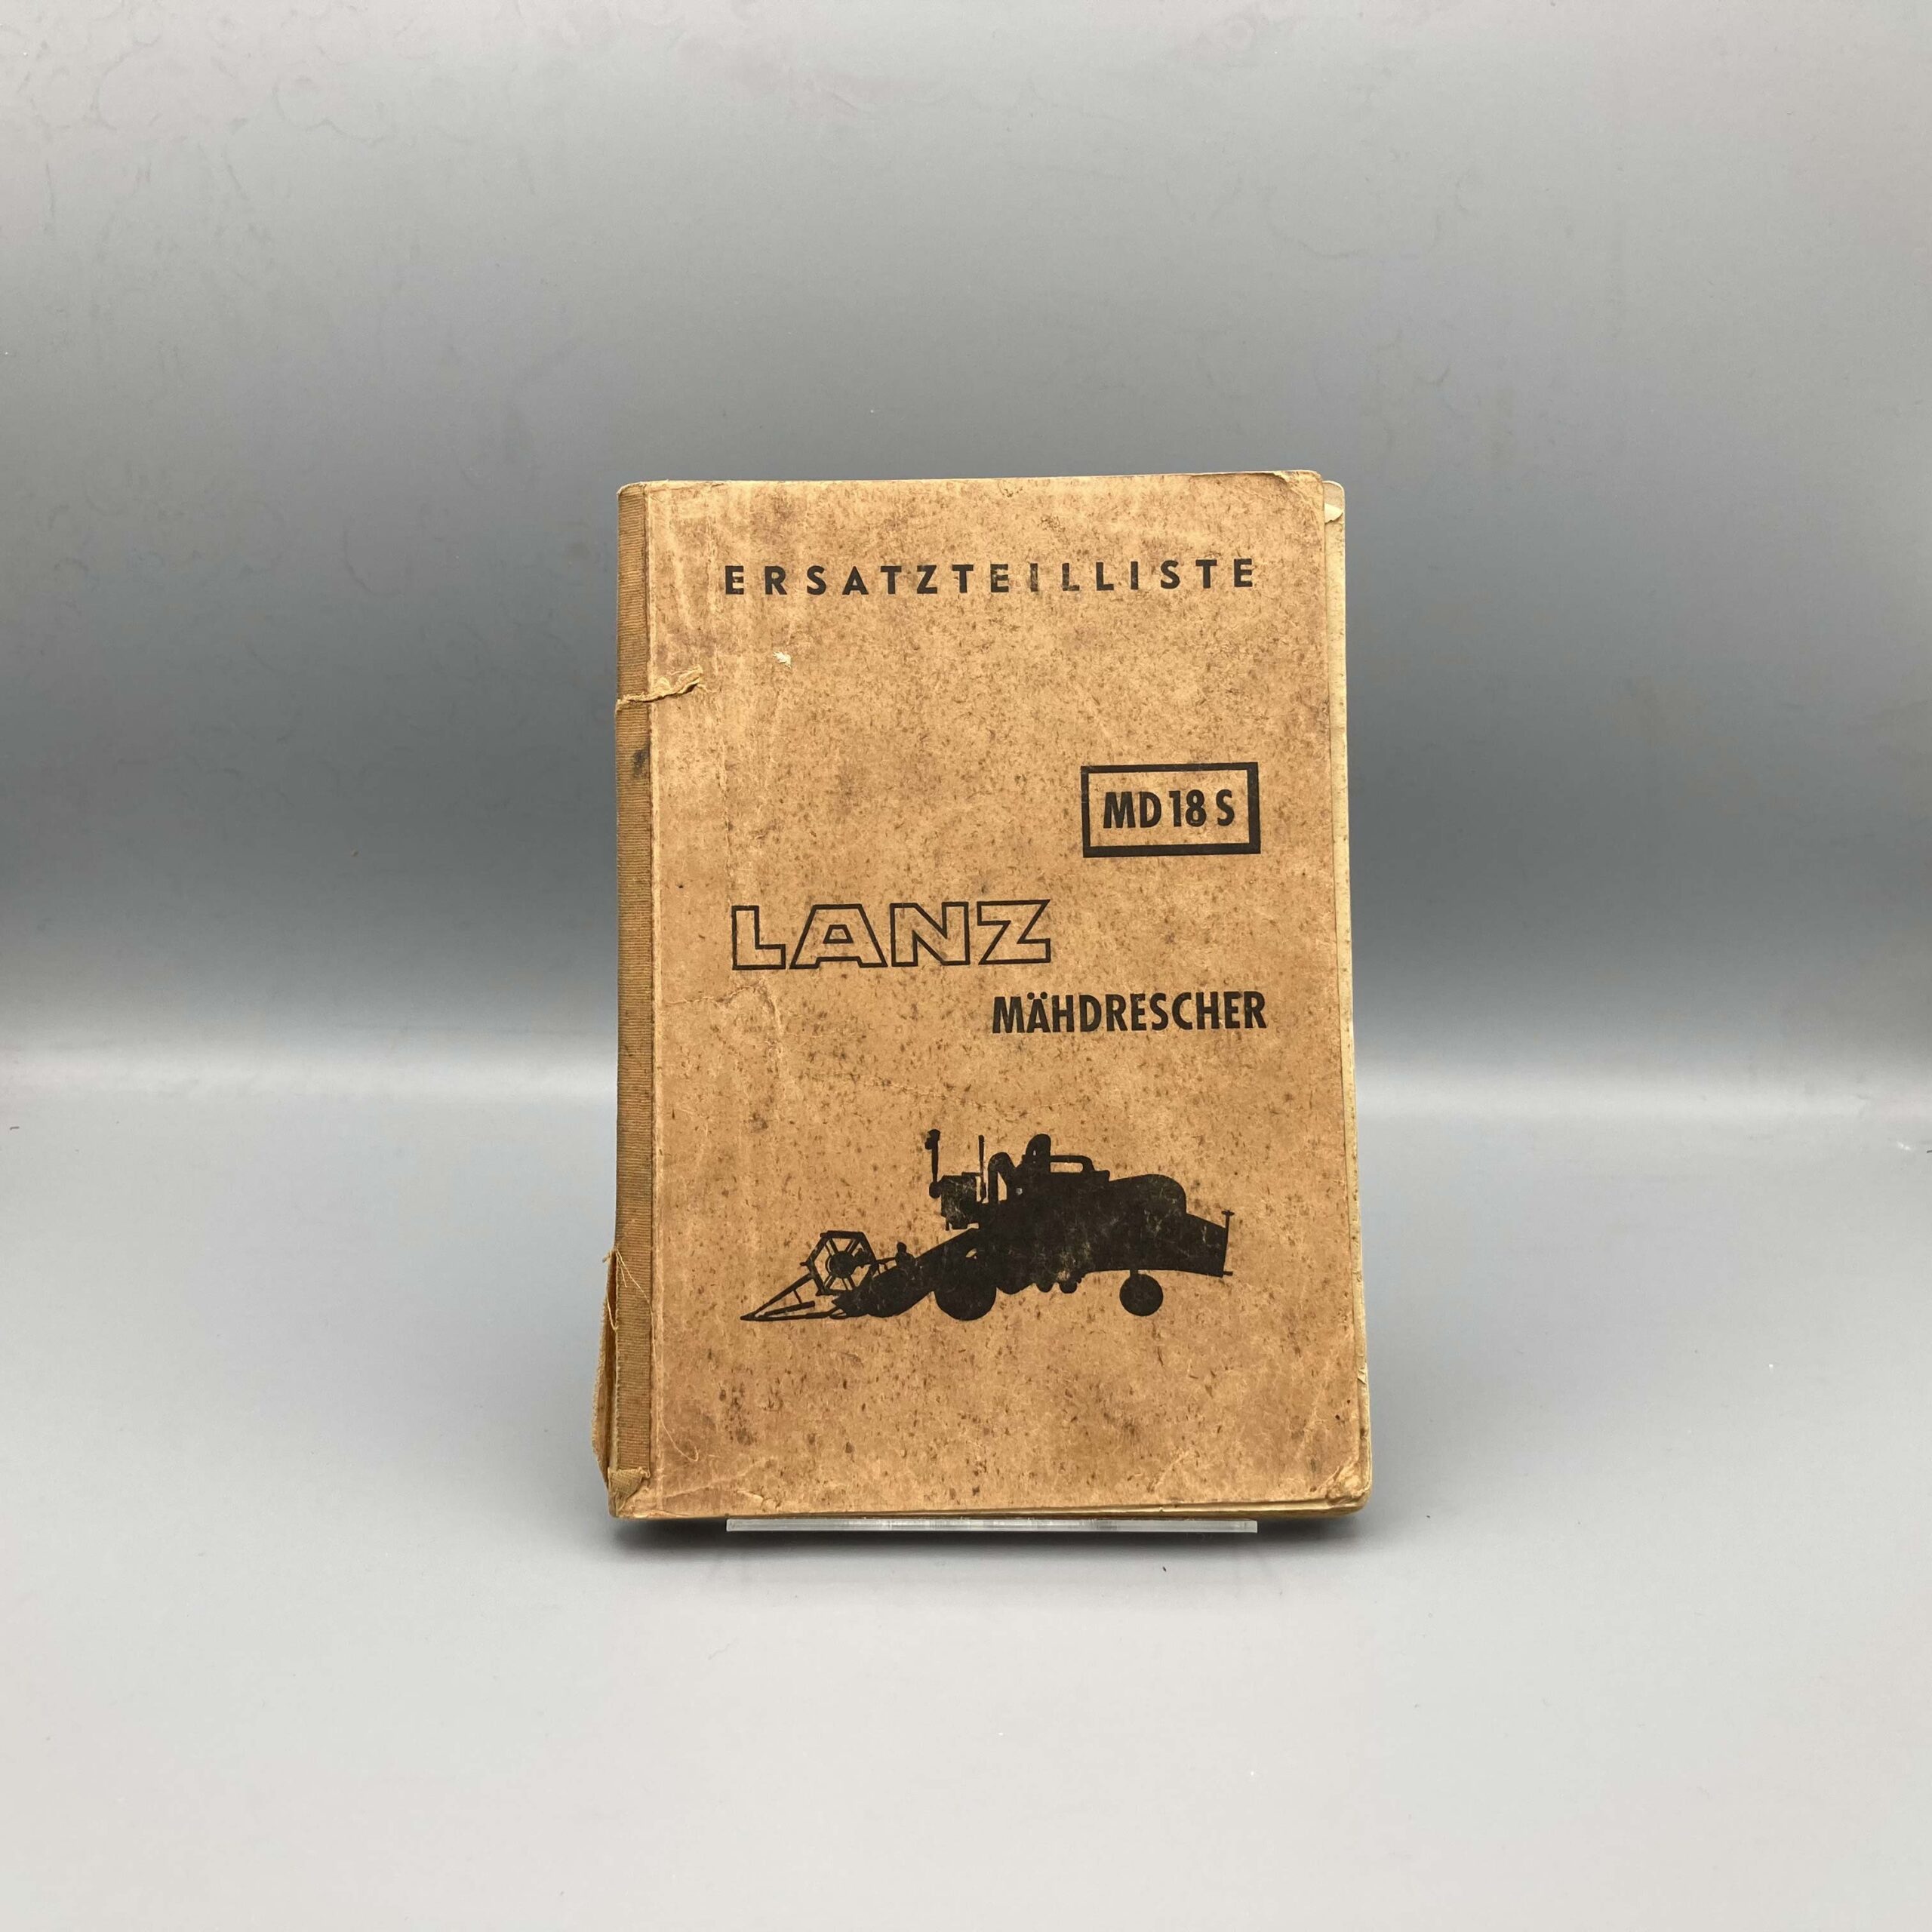 ERSATZTEILLISTE
MD 18 S
LANZ
MÄHDRESCHER